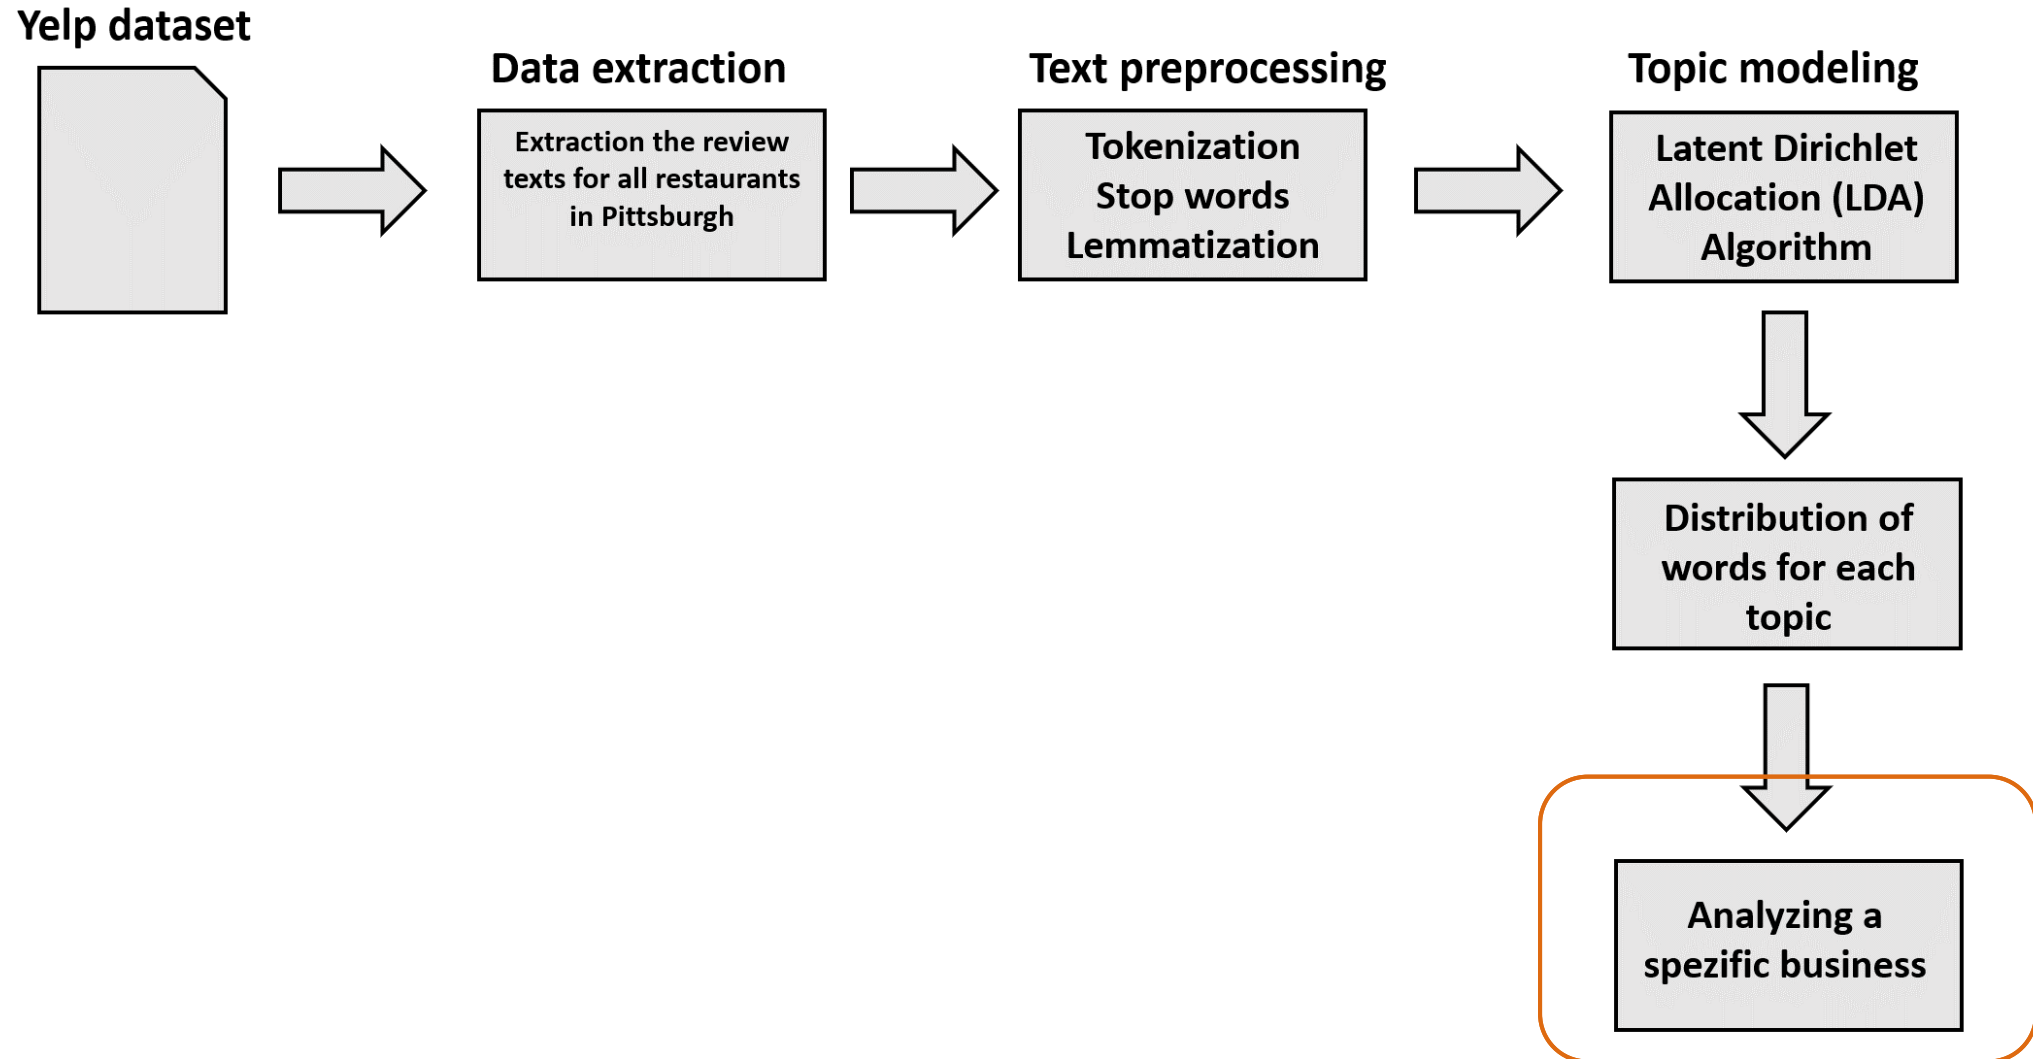 Yelp dataset
Data extraction
Extraction the review
texts for all restaurants
in Pittsburgh
Text preprocessing
Tokenization
Stop words
Lemmatization
Topic modeling
Latent Dirichlet
Allocation (LDA)
Algorithm
Distribution of
words for each
topic
Analyzing a
spezific business